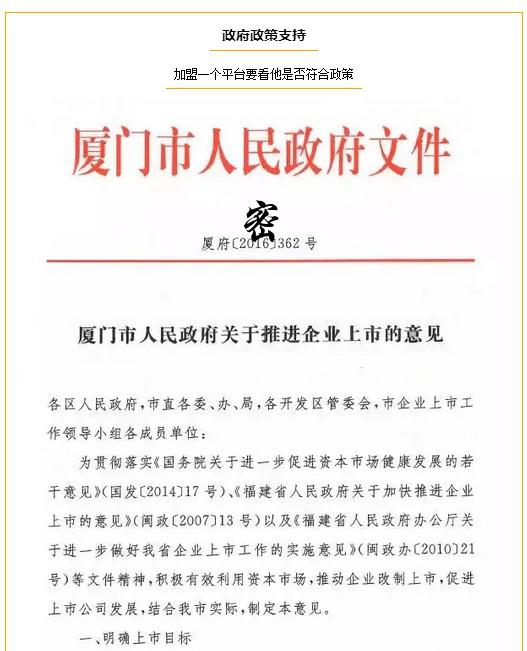 政府政策支持
加盟一个平台要看他是否符合政策
厦门市人民政府文件
密
厦府〔2016〕362 号
厦门市人民政府关于推进企业上市的意见
各区人民政府,市直各委、办、局,各开发区管委会,市企业上市工
作领导小组各成员单位:
为贯彻落实《国务院关于进一步促进资本市场健康发展的若
干意见》(国发〔2014〕17 号)、《福建省人民政府关于加快推进企业
上市的意见》(闽政〔2007〕13 号)以及《福建省人民政府办公厅关
于进一步做好我省企业上市工作的实施意见》(闽政办〔2010〕21
号)等文件精神,积极有效利用资本市场,推动企业改制上市,促进
上市公司发展,结合我市实际,制定本意见。
一、明确上市目标